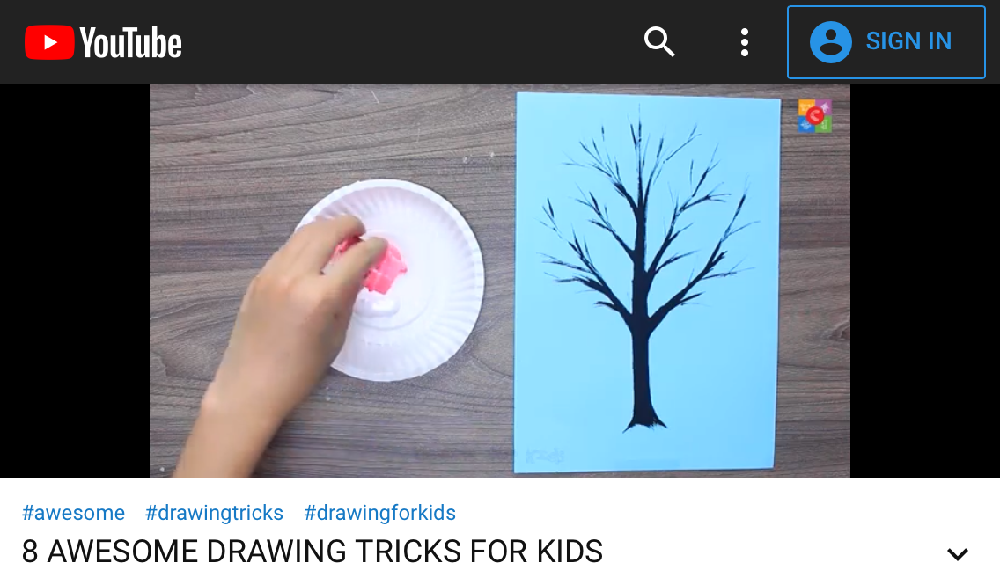 YouTube
SIGN IN
#awesome #drawingtricks #drawingforkids
8 AWESOME DRAWING TRICKS FOR KIDS